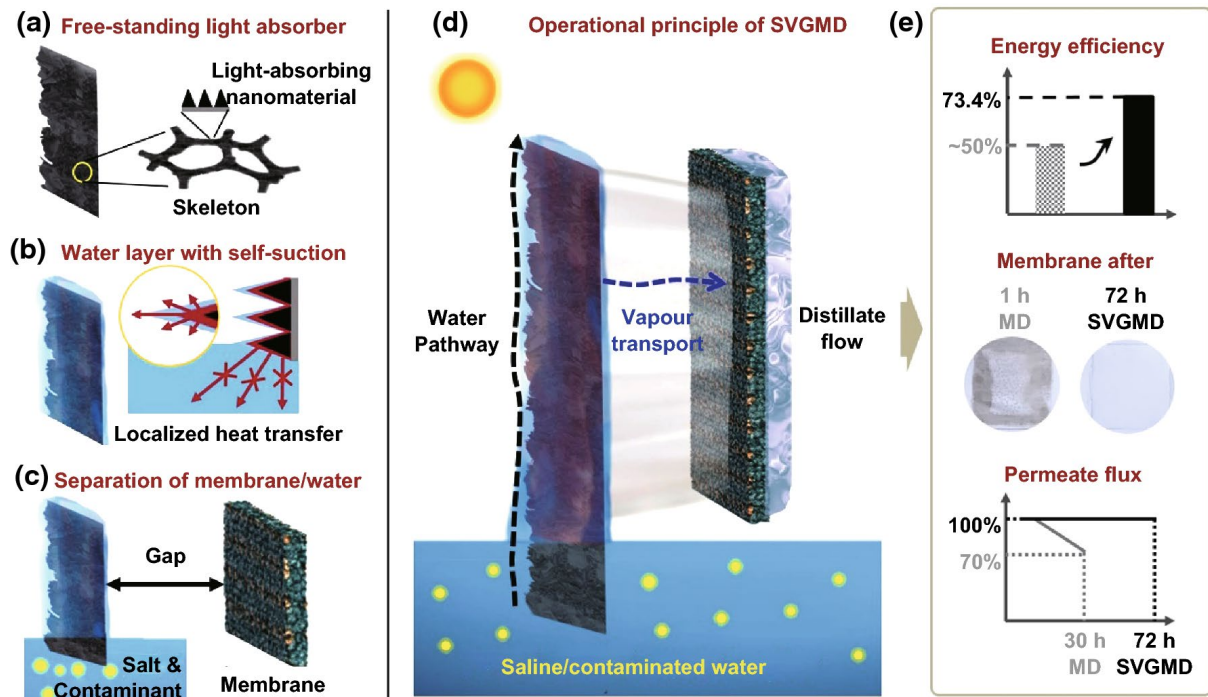 (a)
Free-standing light absorber
Light-absorbing
nanomaterial
Skeleton
(b)
Water layer with self-suction
Localized heat transfer
(c)
Separation of membrane/water
Gap
Salt &
Contaminant
Membrane
(d)
Operational principle of SVGMD
Water
Pathway
Vapour
transport
Distillate
flow
Saline/contaminated water
(e)
Energy efficiency
73.4%
~50%
Membrane after
1 h
MD
72 h
SVGMD
Permeate flux
100%
70%
30 h
MD
72 h
SVGMD